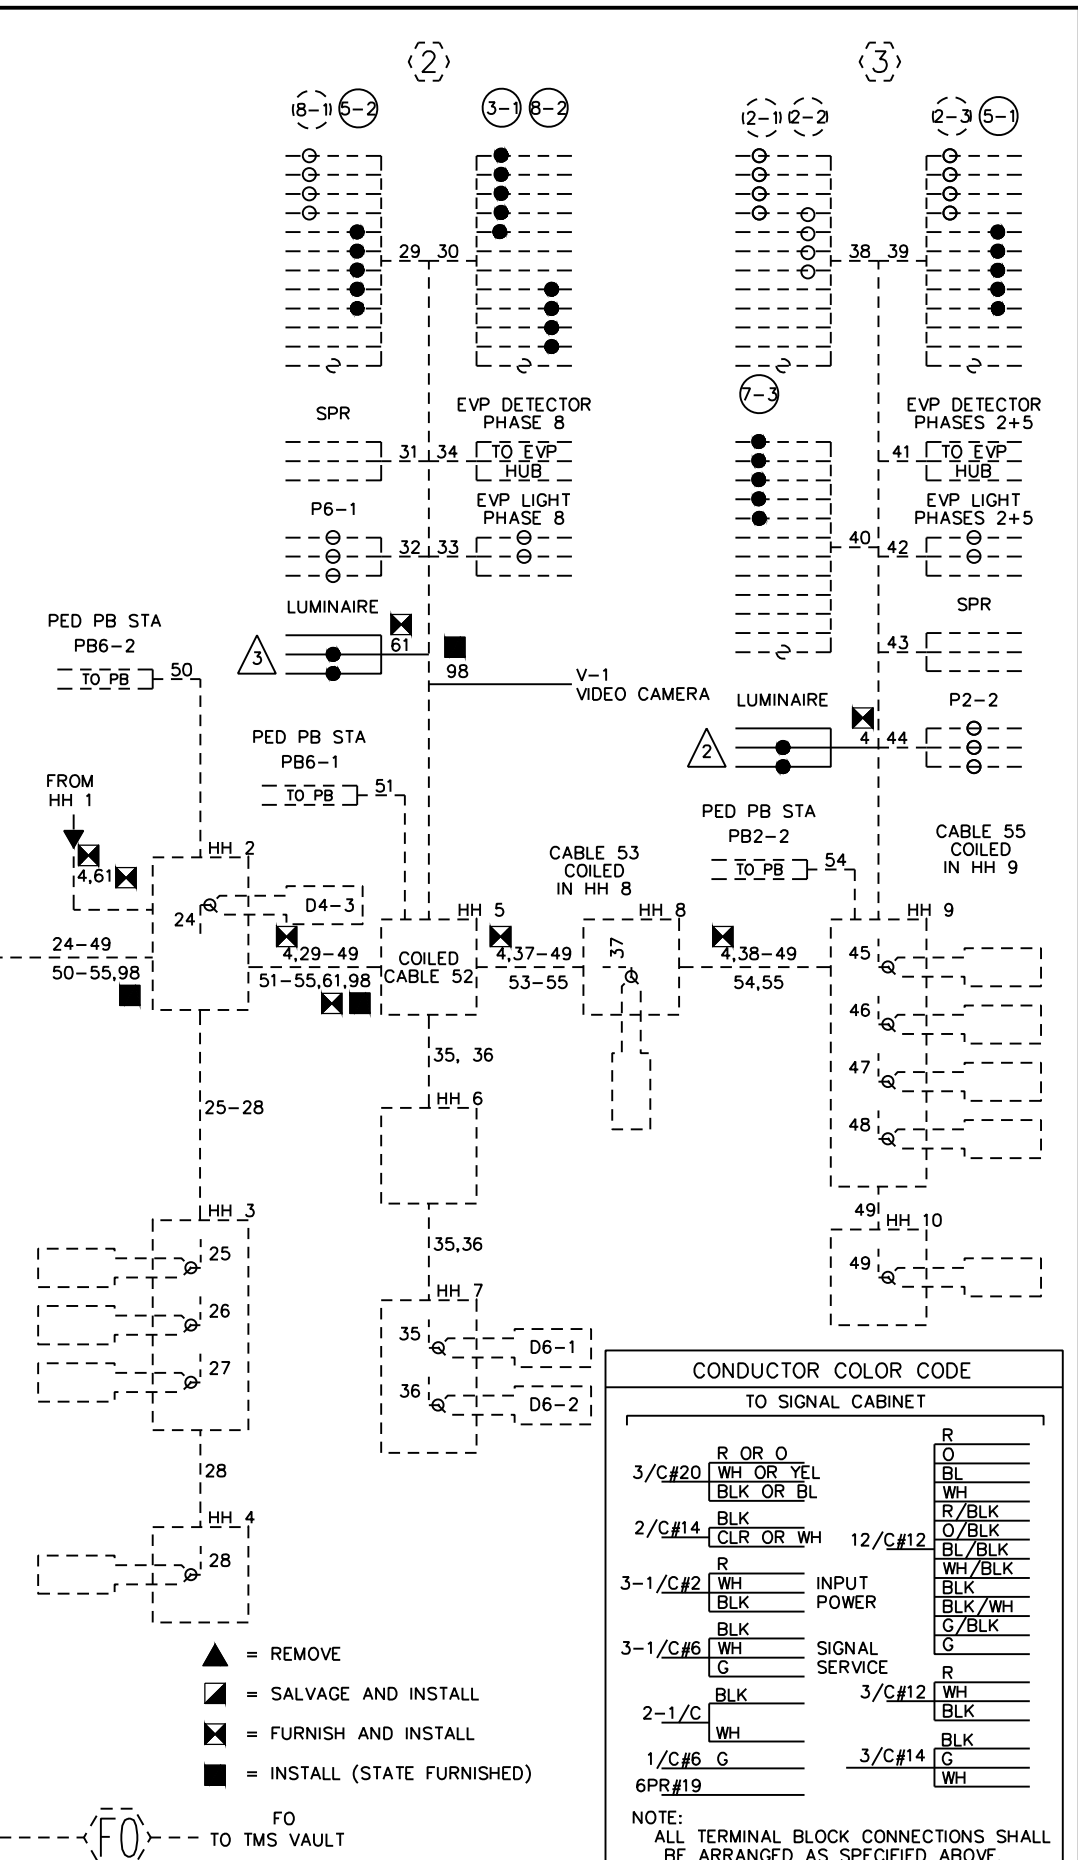 2
3
8-1
5-2
3-1
8-2
2-1
2-2
2-3
5-1
29 30
38 39
7-3
SPR
EVP DETECTOR
PHASE 8
EVP DETECTOR
PHASES 2+5
31 34
TO EVP
HUB
41
TO EVP
HUB
P6-1
EVP LIGHT
PHASE 8
EVP LIGHT
PHASES 2+5
32 33
40
42
LUMINAIRE
SPR
PED PB STA
PB6-2
TO PB
50
3
61
98
43
V-1
VIDEO CAMERA
LUMINAIRE
P2-2
2
4
44
PED PB STA
PB6-1
TO PB
51
FROM
HH 1
PED PB STA
PB2-2
TO PB
54
CABLE 53
COILED
IN HH 8
CABLE 55
COILED
IN HH 9
HH 2
4,61
24
D4-3
HH 5
HH 8
HH 9
24-49
50-55,98
4,29-49
51-55,61,98
COILED
CABLE 52
4,37-49
53-55
37
4,38-49
54,55
45
46
47
48
35, 36
HH 6
25-28
HH 3
25
26
27
35,36
HH 7
35
D6-1
36
D6-2
49
HH 10
49
28
HH 4
28
CONDUCTOR COLOR CODE
TO SIGNAL CABINET
3/C#20
R OR O
WH OR YEL
BLK OR BL
2/C#14
BLK
CLR OR WH
3-1/C#2
R
WH
BLK
INPUT
POWER
3-1/C#6
BLK
WH
G
SIGNAL
SERVICE
2-1/C
BLK
WH
1/C#6 G
6PR#19
12/C#12
R
O
BL
WH
R/BLK
O/BLK
BL/BLK
WH/BLK
BLK
BLK/WH
G/BLK
G
3/C#12
R
WH
BLK
3/C#14
BLK
G
WH
NOTE:
ALL TERMINAL BLOCK CONNECTIONS SHALL
BE ARRANGED AS SPECIFIED ABOVE.
= REMOVE
= SALVAGE AND INSTALL
= FURNISH AND INSTALL
= INSTALL (STATE FURNISHED)
FO
FO
TO TMS VAULT